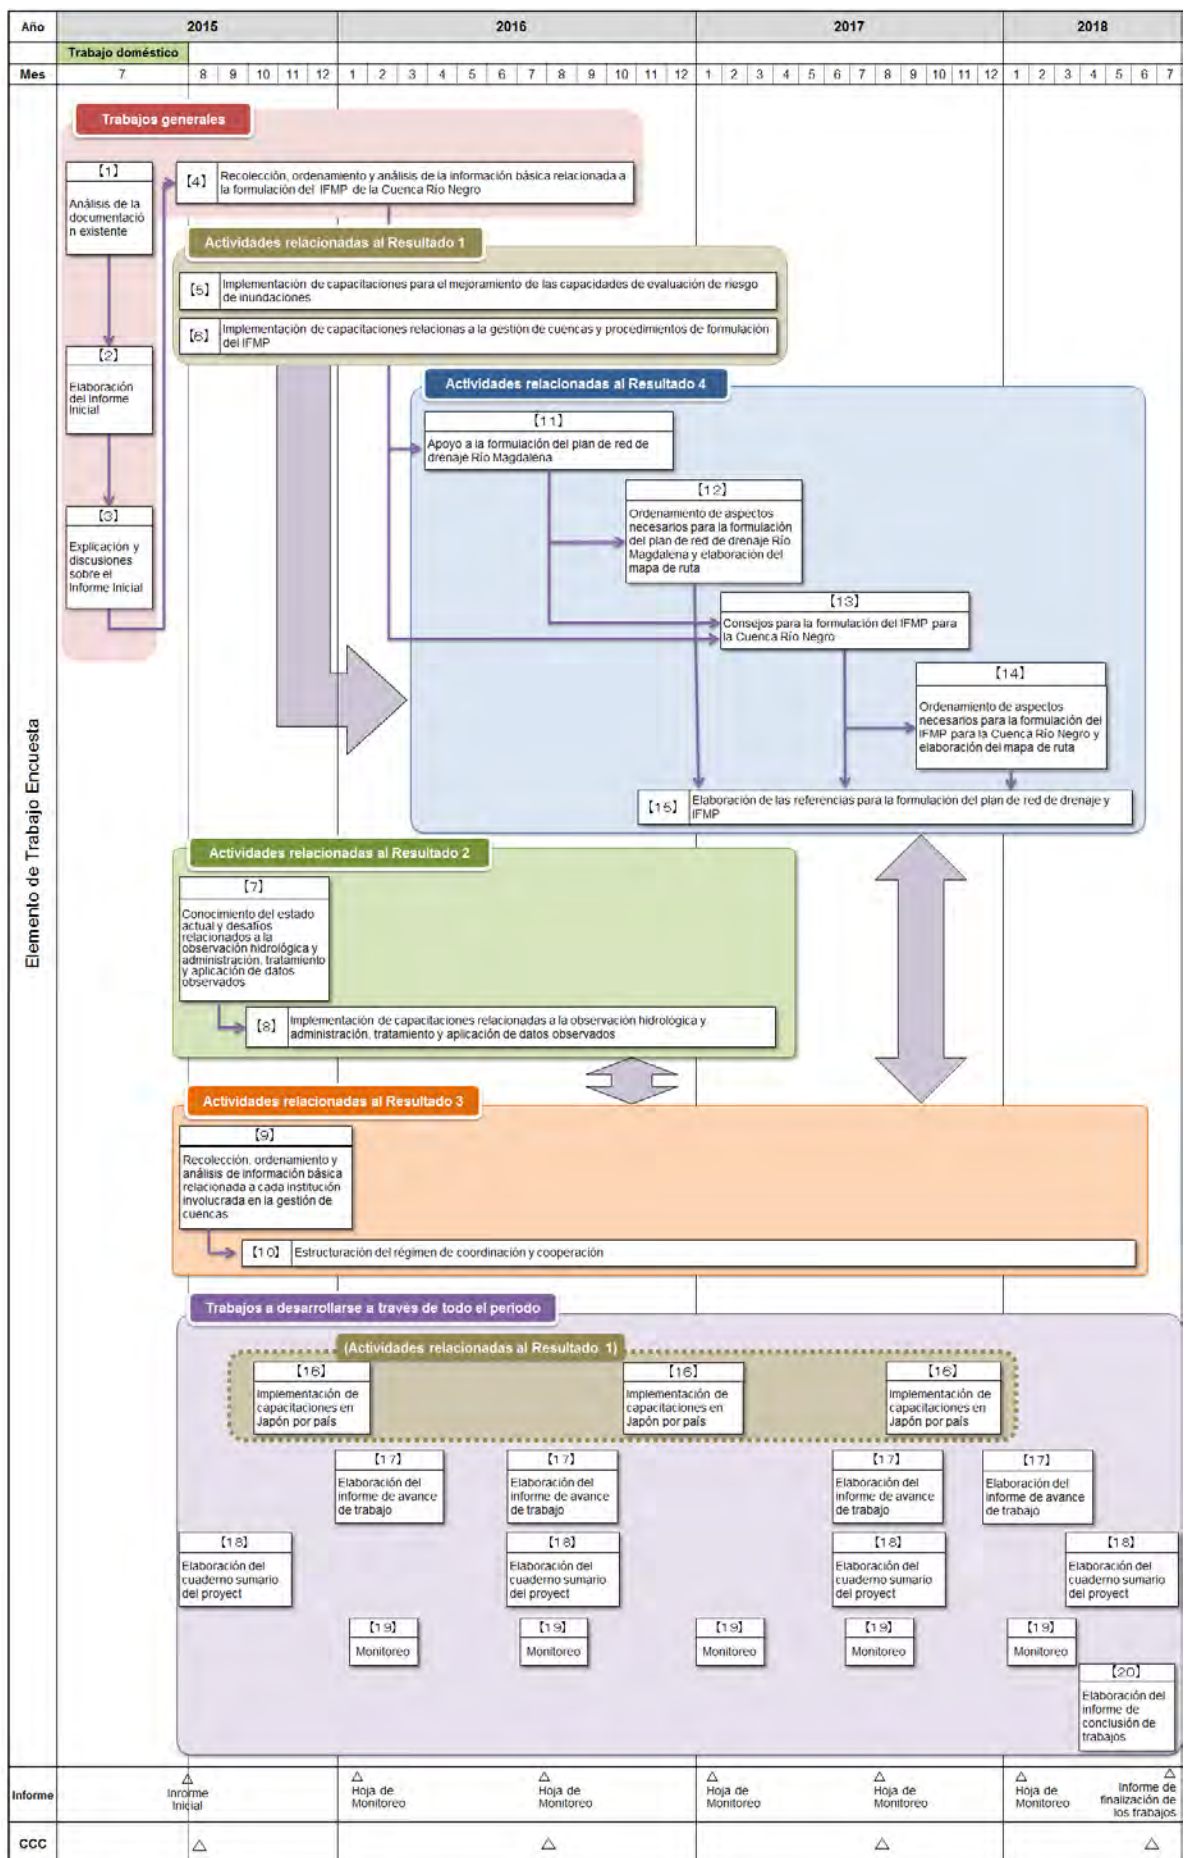 Año 2015 2016 2017 2018
Trabajo doméstico
Mes 7 8 9 10 11 12 1 2 3 4 5 6 7 8 9 10 11 12 1 2 3 4 5 6 7 8 9 10 11 12 1 2 3 4 5 6 7
Elemento de Trabajo Encuesta
Trabajos generales
【1】
Análisis de la
documentació
n existente
【4】
Recolección, ordenamiento y análisis de la información básica relacionada a
la formulación del IFMP de la Cuenca Río Negro
【2】
Elaboración
del Informe
Inicial
【3】
Explicación y
discusiones
sobre el
Informe Inicial
Actividades relacionadas al Resultado 1
【5】
Implementación de capacitaciones para el mejoramiento de las capacidades de evaluación de riesgo
de inundaciones
【6】
Implementación de capacitaciones relacionas a la gestión de cuencas y procedimientos de formulación
del IFMP
Actividades relacionadas al Resultado 4
【11】
Apoyo a la formulación del plan de red de
drenaje Río Magdalena
【12】
Ordenamiento de aspectos
necesarios para la formulación
del plan de red de drenaje Río
Magdalena y elaboración del
mapa de ruta
【13】
Consejos para la formulación del IFMP para
la Cuenca Río Negro
【14】
Ordenamiento de aspectos
necesarios para la formulación del
IFMP para la Cuenca Río Negro y
elaboración del mapa de ruta
【15】
Elaboración de las referencias para la formulación del plan de red de drenaje y
IFMP
Actividades relacionadas al Resultado 2
【7】
Conocimiento del estado
actual y desafíos
relacionados a la
observación hidrológica y
administración, tratamiento
y aplicación de datos
observados
【8】
Implementación de capacitaciones relacionadas a la observación hidrológica y
administración, tratamiento y aplicación de datos observados
Actividades relacionadas al Resultado 3
【9】
Recolección, ordenamiento y
análisis de información básica
relacionada a cada institución
involucrada en la gestión de
cuencas
【10】
Estructuración del régimen de coordinación y cooperación
Trabajos a desarrollarse a través de todo el periodo
(Actividades relacionadas al Resultado 1)
【16】
Implementación de
capacitaciones en
Japón por país
【16】
Implementación de
capacitaciones en
Japón por país
【16】
Implementación de
capacitaciones en
Japón por país
【17】
Elaboración del
informe de avance
de trabajo
【17】
Elaboración del
informe de avance
de trabajo
【17】
Elaboración del
informe de avance
de trabajo
【17】
Elaboración del
informe de avance
de trabajo
【18】
Elaboración del
cuaderno sumario
del proyect
【18】
Elaboración del
cuaderno sumario
del proyect
【18】
Elaboración del
cuaderno sumario
del proyect
【18】
Elaboración del
cuaderno sumario
del proyect
【19】
Monitoreo
【19】
Monitoreo
【19】
Monitoreo
【19】
Monitoreo
【19】
Monitoreo
【20】
Elaboración del
informe de
conclusión de
trabajos
Informe
Inrorme
Inicial
Hoja de
Monitoreo
Hoja de
Monitoreo
Hoja de
Monitoreo
Hoja de
Monitoreo
Hoja de
Monitoreo
Informe de
finalización de
los trabajos
CCC